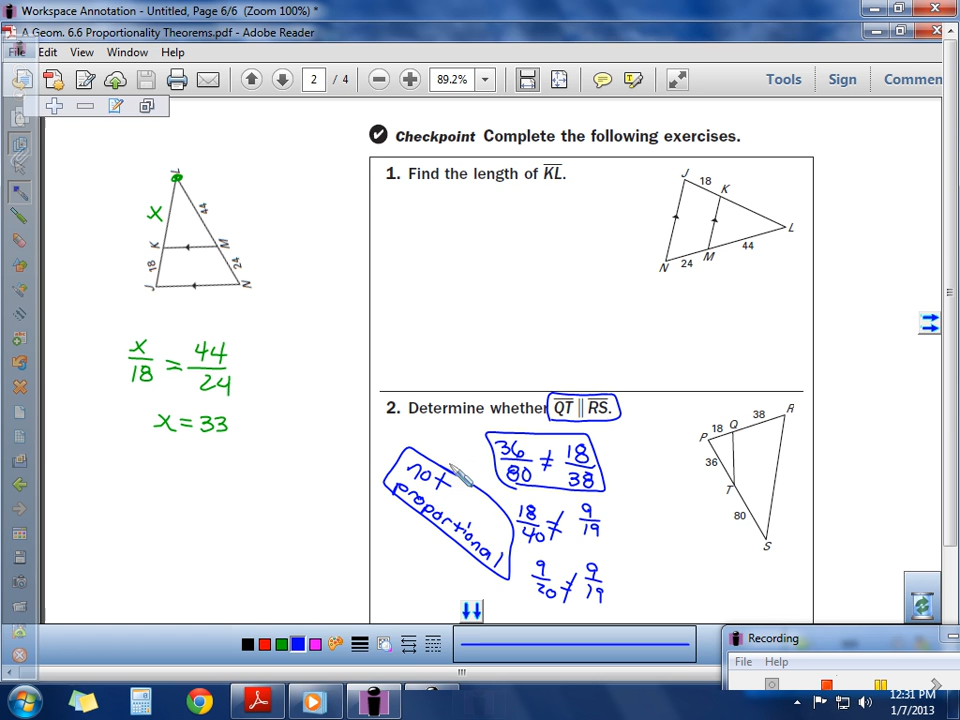 Workspace Annotation - Untitled, Page 6/6 (Zoom 100%) *
A Geom. 6.6 Proportionality Theorems.pdf - Adobe Reader
File Edit View Window Help
2 / 4 89.2% Tools Sign Commen
Checkpoint Complete the following exercises.
1. Find the length of KL.
J 18 K L 44 M 24 N
L
x 44
K M
18 24
J N
x/18 = 44/24
x = 33
2. Determine whether QT || RS.
P 18 Q 38 R
36
T
80
S
36/80 ≠ 18/38
18/40 ≠ 9/19
9/20 ≠ 9/19
not
proportional
Recording
File Help
12:31 PM
1/7/2013